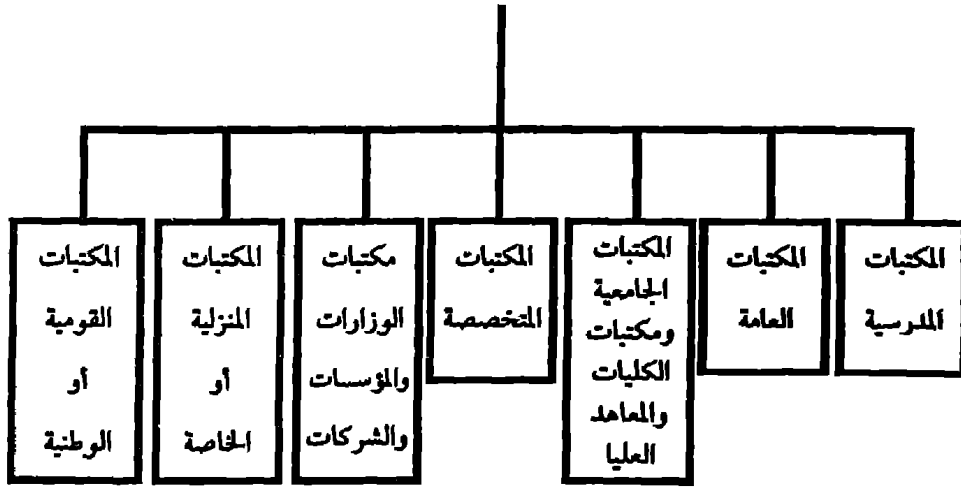 المكتبات
المدرسية
المكتبات
العامة
المكتبات
الجامعية
ومكتبات
الكليات
والمعاهد
العليا
المكتبات
المتخصصة
مكتبات
الوزارات
والمؤسسات
والشركات
المكتبات
المنزلية
أو
الخاصة
المكتبات
القومية
أو
الوطنية